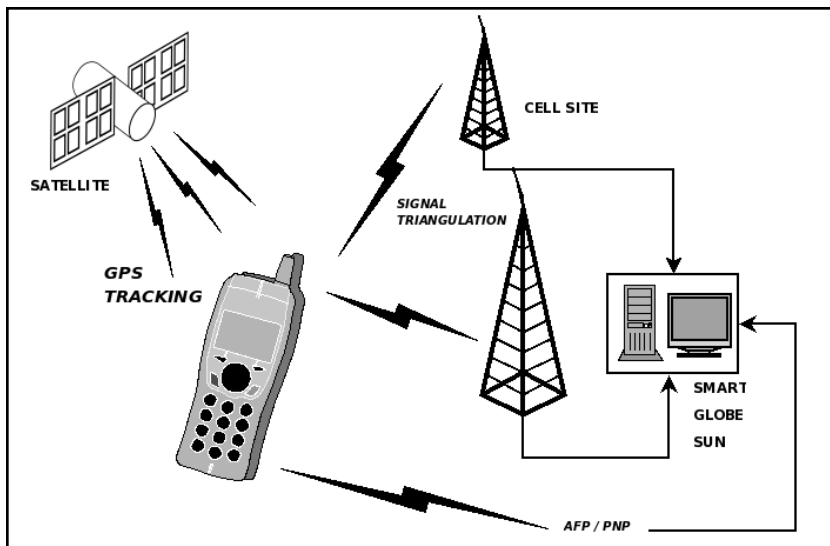 CELL SITE
SATELLITE
SIGNAL
TRIANGULATION
GPS
TRACKING
SMART
GLOBE
SUN
AFP / PNP